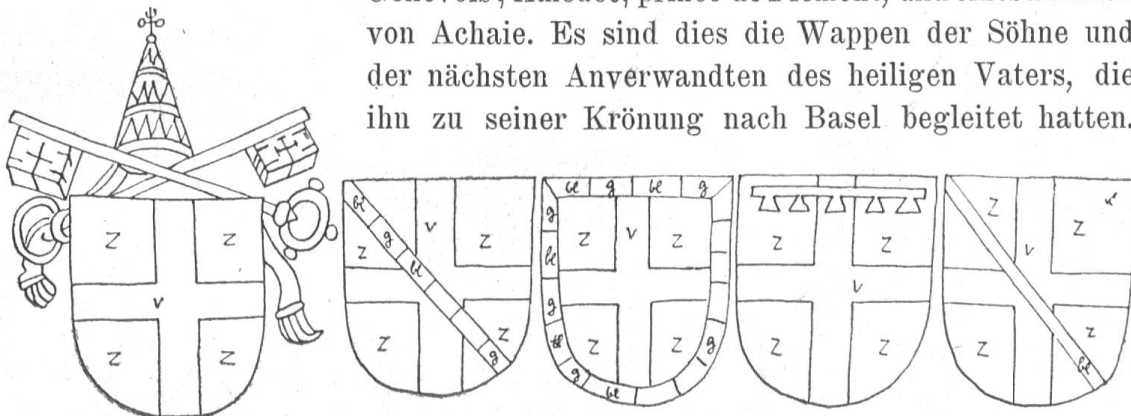 von Achaie. Es sind dies die Wappen der Söhne und
der nächsten Anverwandten des heiligen Vaters, die
ihn zu seiner Krönung nach Basel begleitet hatten.
Z Z
v
Z Z
bl v
g
Z bl Z
Z Z
g
bl g bl g
g Z v Z
bl
g
Z Z g
g bl
Z Z
v
Z Z
Z Z
v
Z
bl